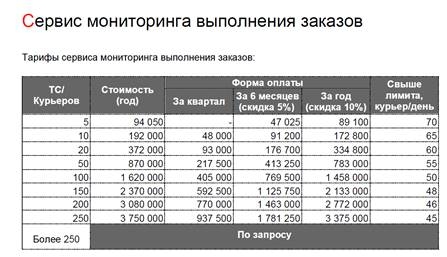 Сервис мониторинга выполнения заказов
Тарифы сервиса мониторинга выполнения заказов:
ТС/ Курьеров Стоимость (год) Форма оплаты Свыше лимита, курьер/день
За квартал За 6 месяцев (скидка 5%) За год (скидка 10%)
5 94 050 - 47 025 89 100 70
10 192 000 48 000 91 200 172 800 65
20 372 000 93 000 176 700 334 800 60
50 870 000 217 500 413 250 783 000 55
100 1 620 000 405 000 769 500 1 458 000 50
150 2 370 000 592 500 1 125 750 2 133 000 48
200 3 080 000 770 000 1 463 000 2 772 000 46
250 3 750 000 937 500 1 781 250 3 375 000 45
Более 250 По запросу